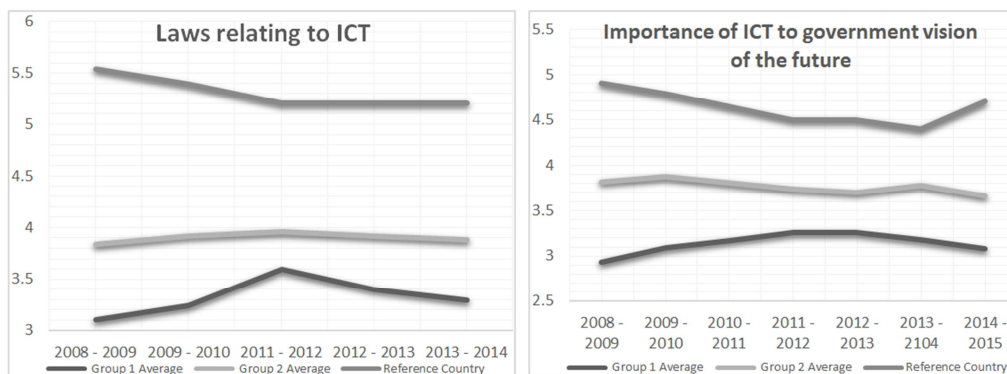 Laws relating to ICT
6
5.5
5
4.5
4
3.5
3
2008 - 2009 2009 - 2010 2011 - 2012 2012 - 2013 2013 - 2014
Group 1 Average Group 2 Average Reference Country
Importance of ICT to government vision
of the future
5.5
5
4.5
4
3.5
3
2.5
2008 - 2009 - 2010 - 2011 - 2012 - 2013 - 2014 -
2009 2010 2011 2012 2013 2104 2015
Group 1 Average Group 2 Average Reference Country